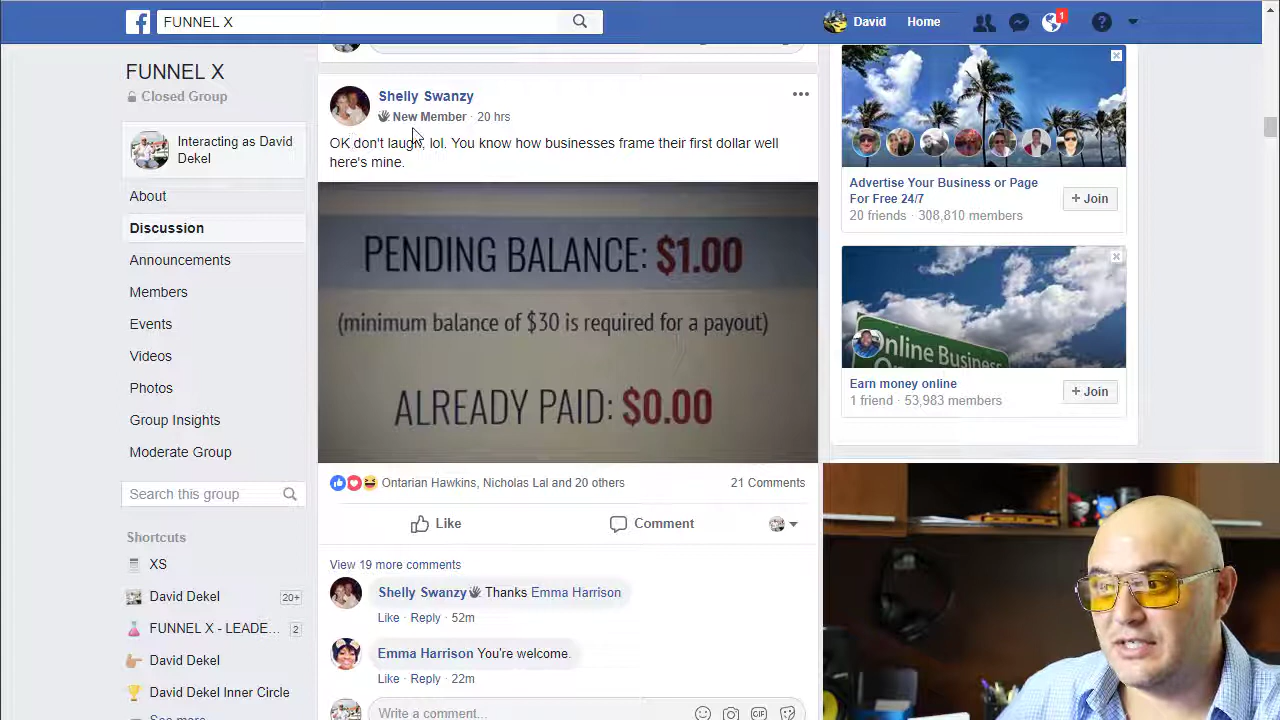 FUNNEL X
David
Home
1
?
FUNNEL X
Closed Group
Interacting as David
Dekel
About
Discussion
Announcements
Members
Events
Videos
Photos
Group Insights
Moderate Group
Search this group
Shortcuts
XS
David Dekel
20+
FUNNEL X - LEADE...
2
David Dekel
David Dekel Inner Circle
See more
Shelly Swanzy
New Member · 20 hrs
OK don't laugh, lol. You know how businesses frame their first dollar well
here's mine.
PENDING BALANCE: $1.00
(minimum balance of $30 is required for a payout)
ALREADY PAID: $0.00
Ontarian Hawkins, Nicholas Lal and 20 others
21 Comments
Like
Comment
View 19 more comments
Shelly Swanzy Thanks Emma Harrison
Like · Reply · 52m
Emma Harrison You're welcome.
Like · Reply · 22m
Write a comment...
GIF
Advertise Your Business or Page
For Free 24/7
20 friends · 308,810 members
+ Join
Online Business
Earn money online
1 friend · 53,983 members
+ Join